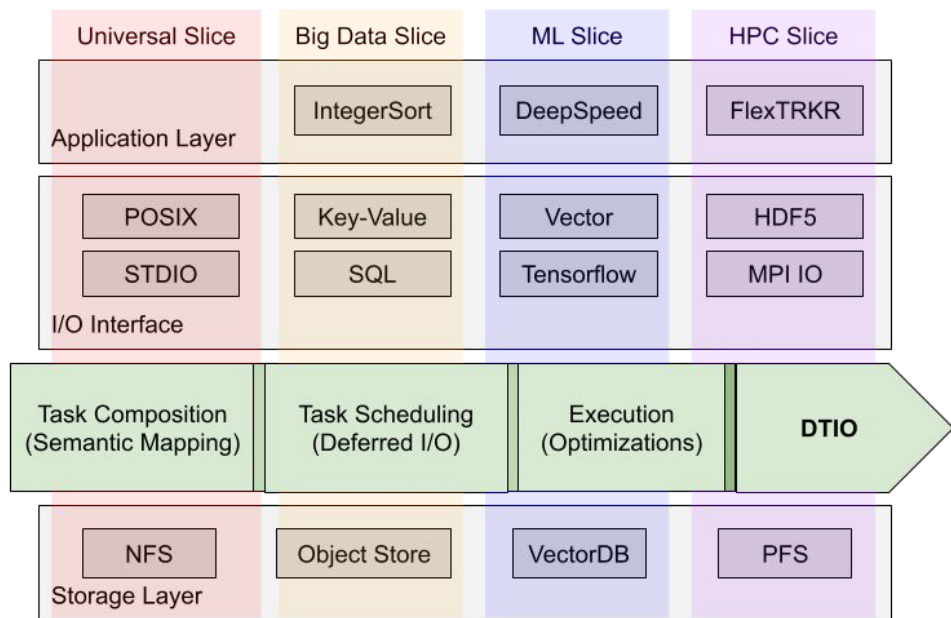 Universal Slice
Big Data Slice
ML Slice
HPC Slice
IntegerSort
DeepSpeed
FlexTRKR
Application Layer
POSIX
Key-Value
Vector
HDF5
STDIO
SQL
Tensorflow
MPI IO
I/O Interface
Task Composition
(Semantic Mapping)
Task Scheduling
(Deferred I/O)
Execution
(Optimizations)
DTIO
NFS
Object Store
VectorDB
PFS
Storage Layer